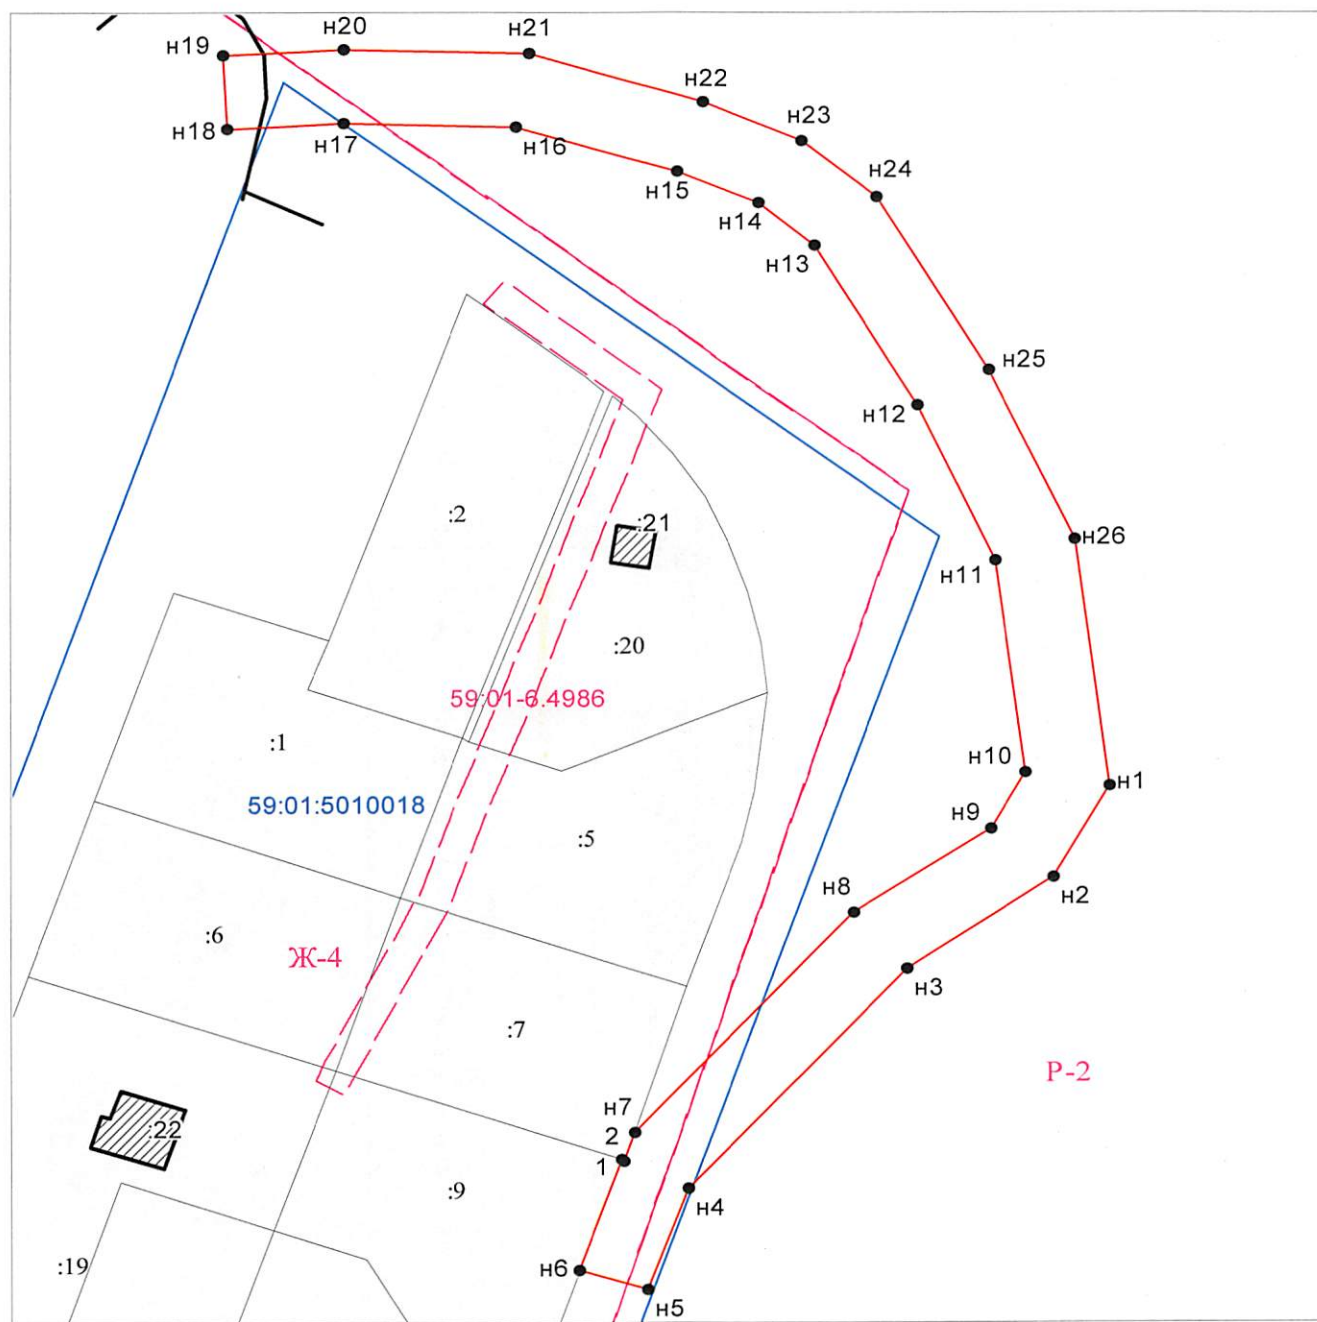 н20
н21
н19
н22
н23
н18
н17
н16
н24
н15
н14
н13
н25
н12
:2
:21
н26
н11
:20
59:01-6.4986
:1
н10
н1
59:01:5010018
н9
:5
н8
н2
:6
Ж-4
н3
:7
Р-2
н7
:22
2
1
:9
н4
:19
н6
н5